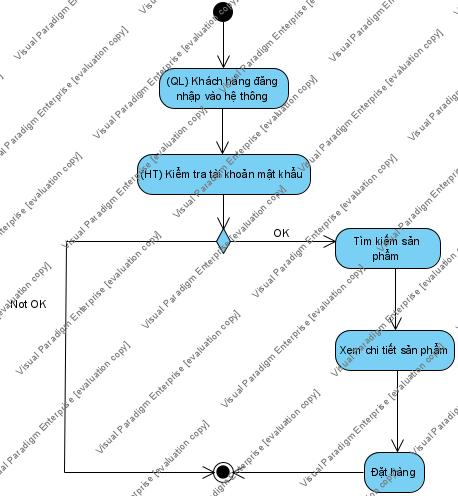 (QL) Khách hàng đăng
nhập vào hệ thông
(HT) Kiểm tra tài khoản mật khẩu
OK
Tìm kiếm sản
phẩm
Not OK
Xem chi tiết sản phẩm
Đặt hàng
Visual Paradigm Enterprise [evaluation copy]